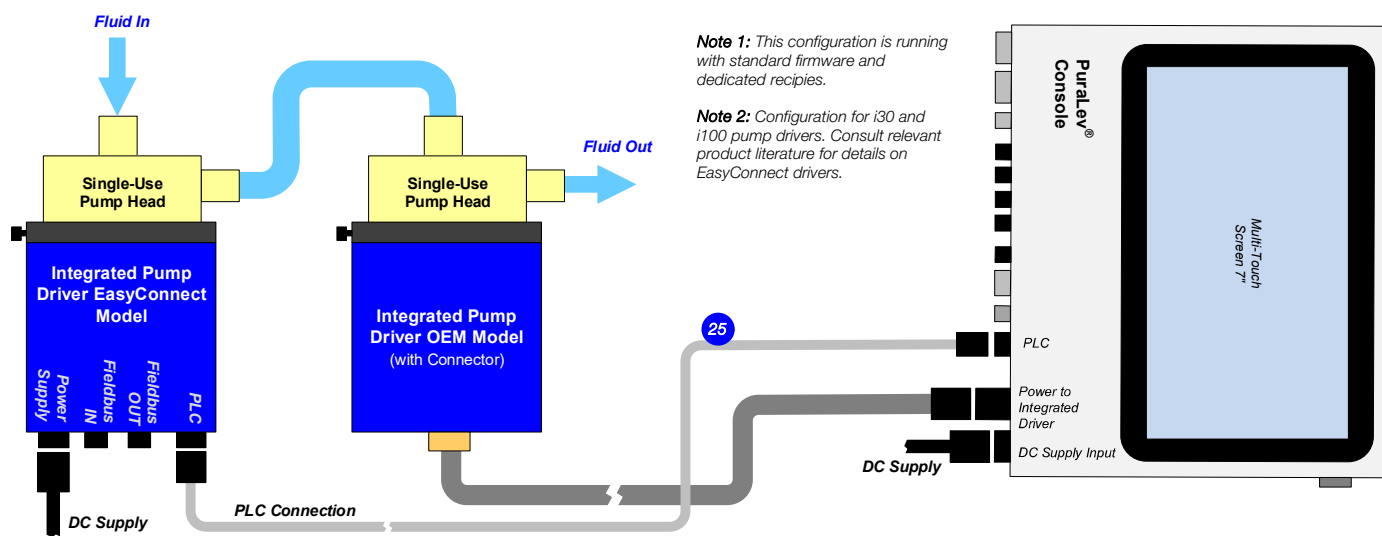 Fluid In
Single-Use
Pump Head
Integrated Pump
Driver EasyConnect
Model
Power
Supply
Fieldbus
IN
Fieldbus
OUT
PLC
DC Supply
PLC Connection
Single-Use
Pump Head
Fluid Out
Integrated Pump
Driver OEM Model
(with Connector)
Note 1: This configuration is running
with standard firmware and
dedicated recipies.
Note 2: Configuration for i30 and
i100 pump drivers. Consult relevant
product literature for details on
EasyConnect drivers.
25
DC Supply
PuraLev®
Console
Multi-Touch
Screen 7"
PLC
Power to
Integrated
Driver
DC Supply Input